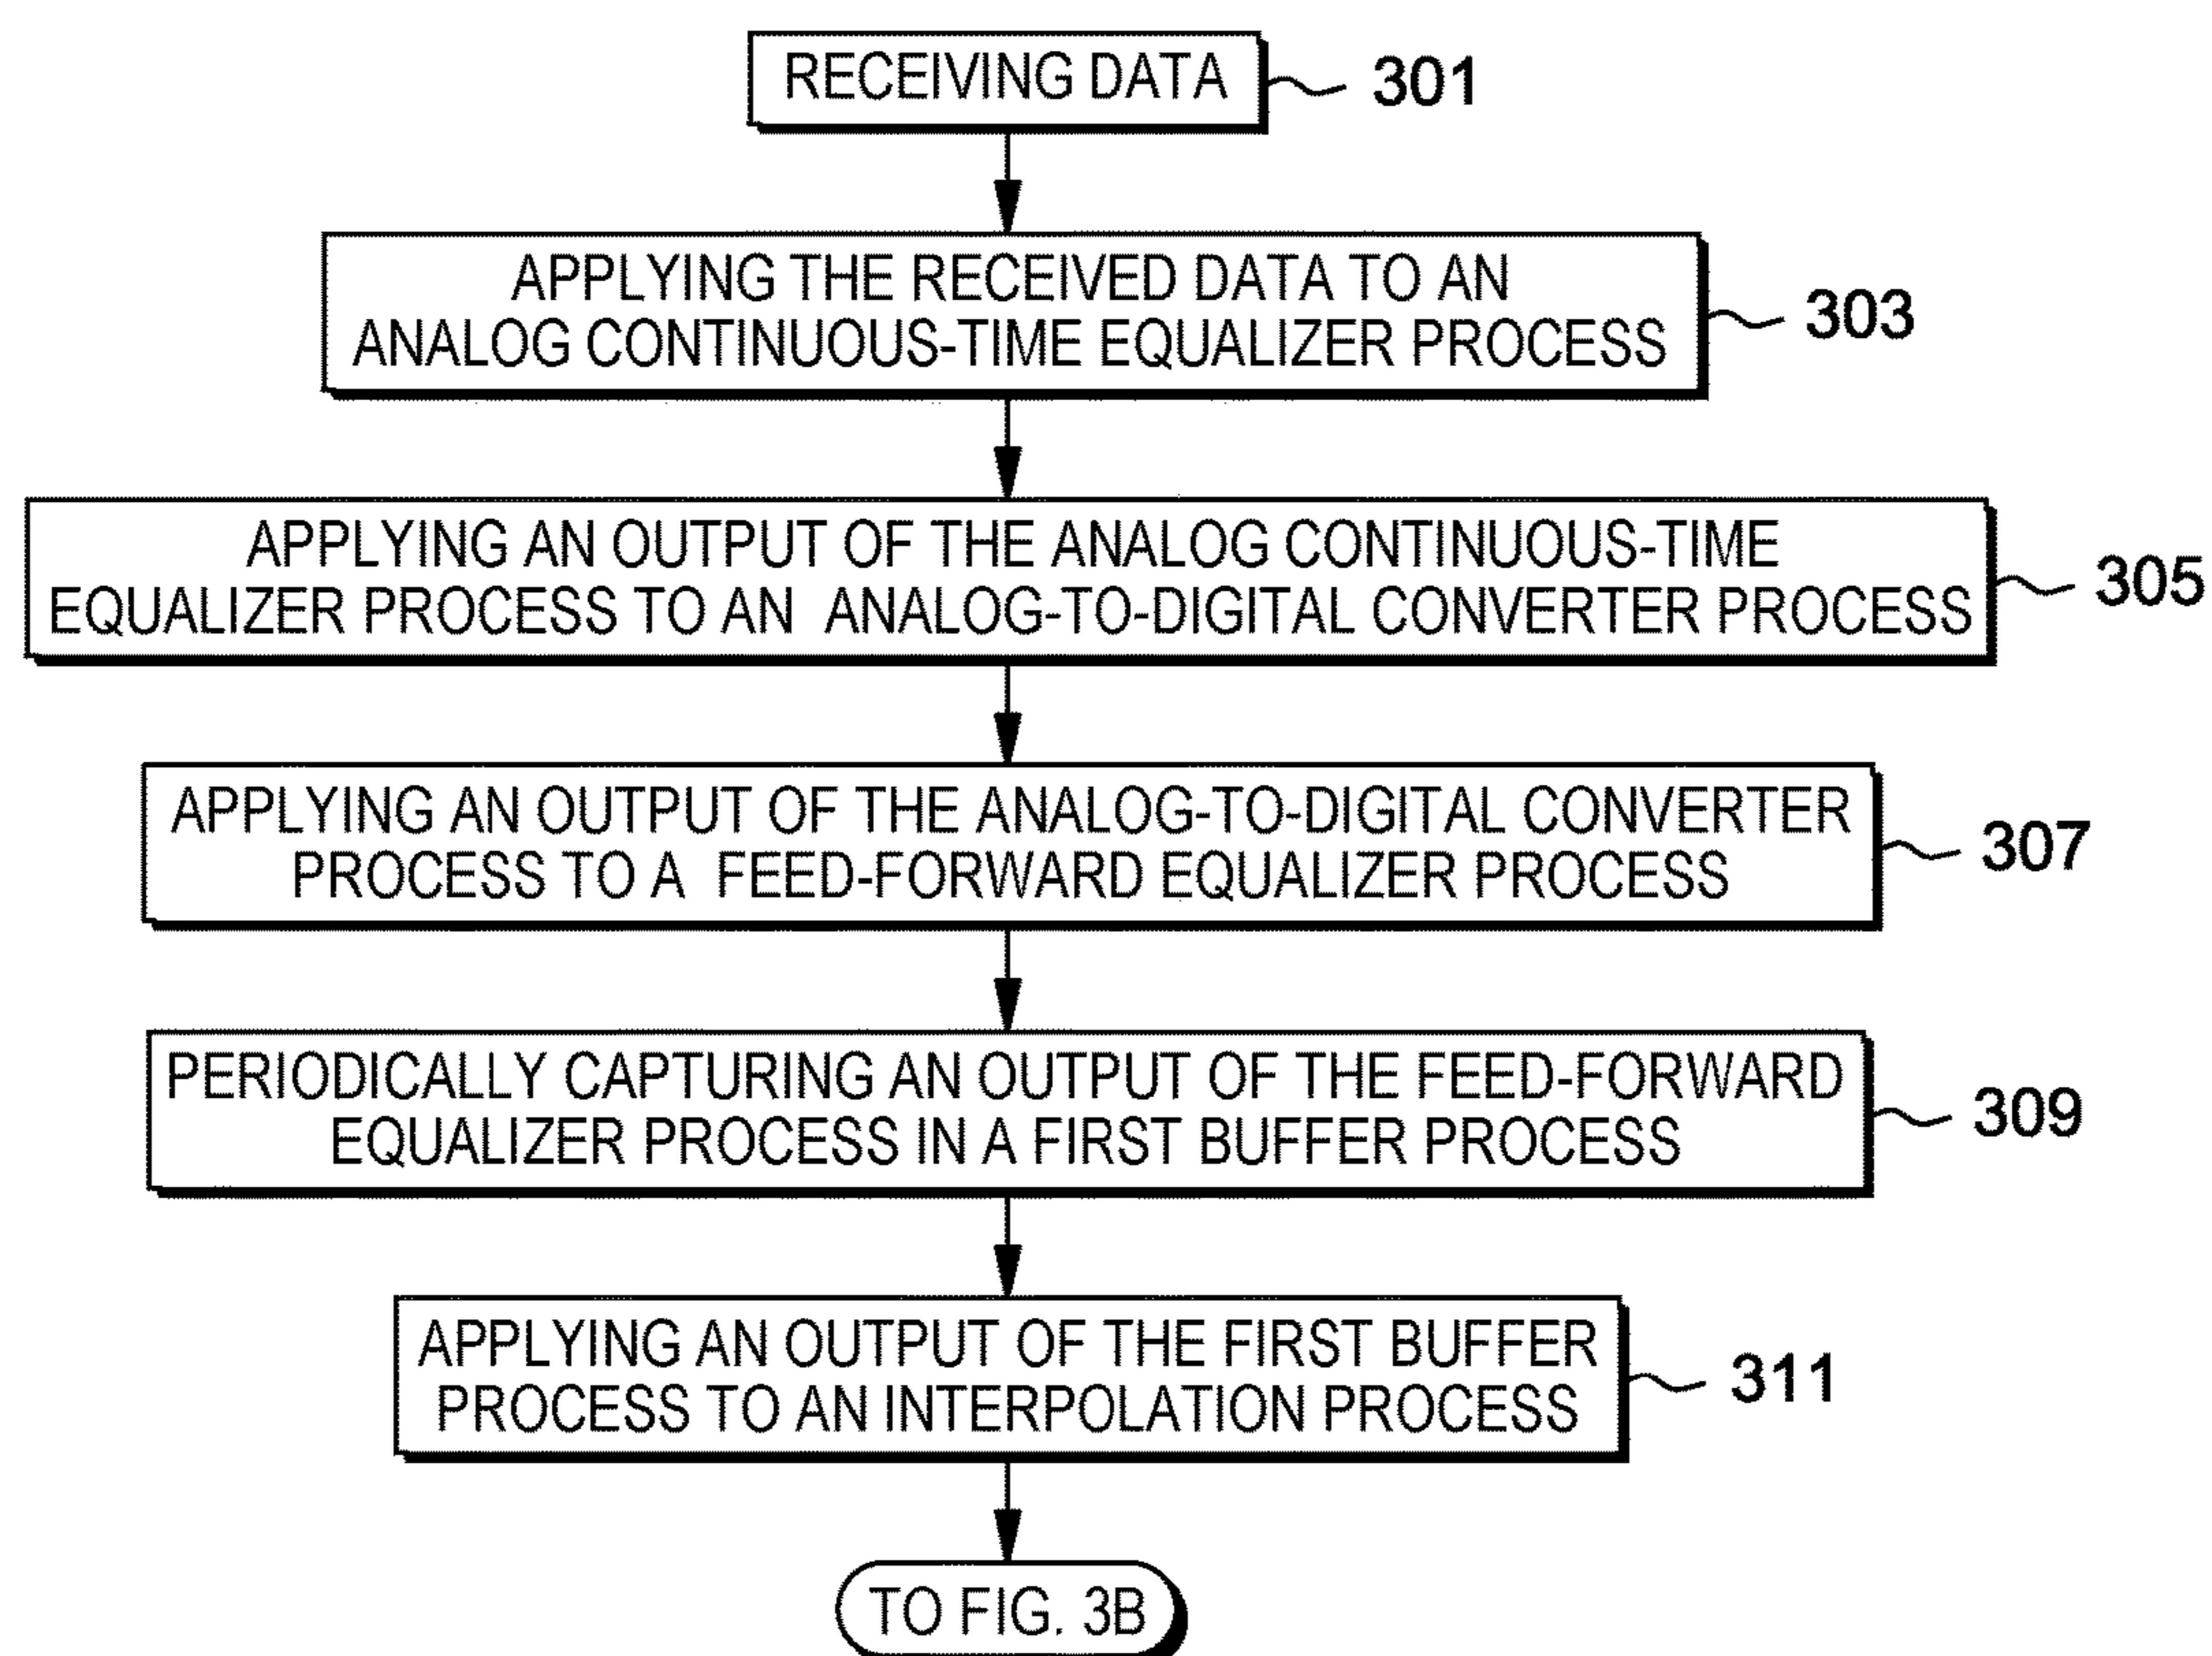 RECEIVING DATA
301
APPLYING THE RECEIVED DATA TO AN
ANALOG CONTINUOUS-TIME EQUALIZER PROCESS
303
APPLYING AN OUTPUT OF THE ANALOG CONTINUOUS-TIME
EQUALIZER PROCESS TO AN ANALOG-TO-DIGITAL CONVERTER PROCESS
305
APPLYING AN OUTPUT OF THE ANALOG-TO-DIGITAL CONVERTER
PROCESS TO A FEED-FORWARD EQUALIZER PROCESS
307
PERIODICALLY CAPTURING AN OUTPUT OF THE FEED-FORWARD
EQUALIZER PROCESS IN A FIRST BUFFER PROCESS
309
APPLYING AN OUTPUT OF THE FIRST BUFFER
PROCESS TO AN INTERPOLATION PROCESS
311
TO FIG. 3B